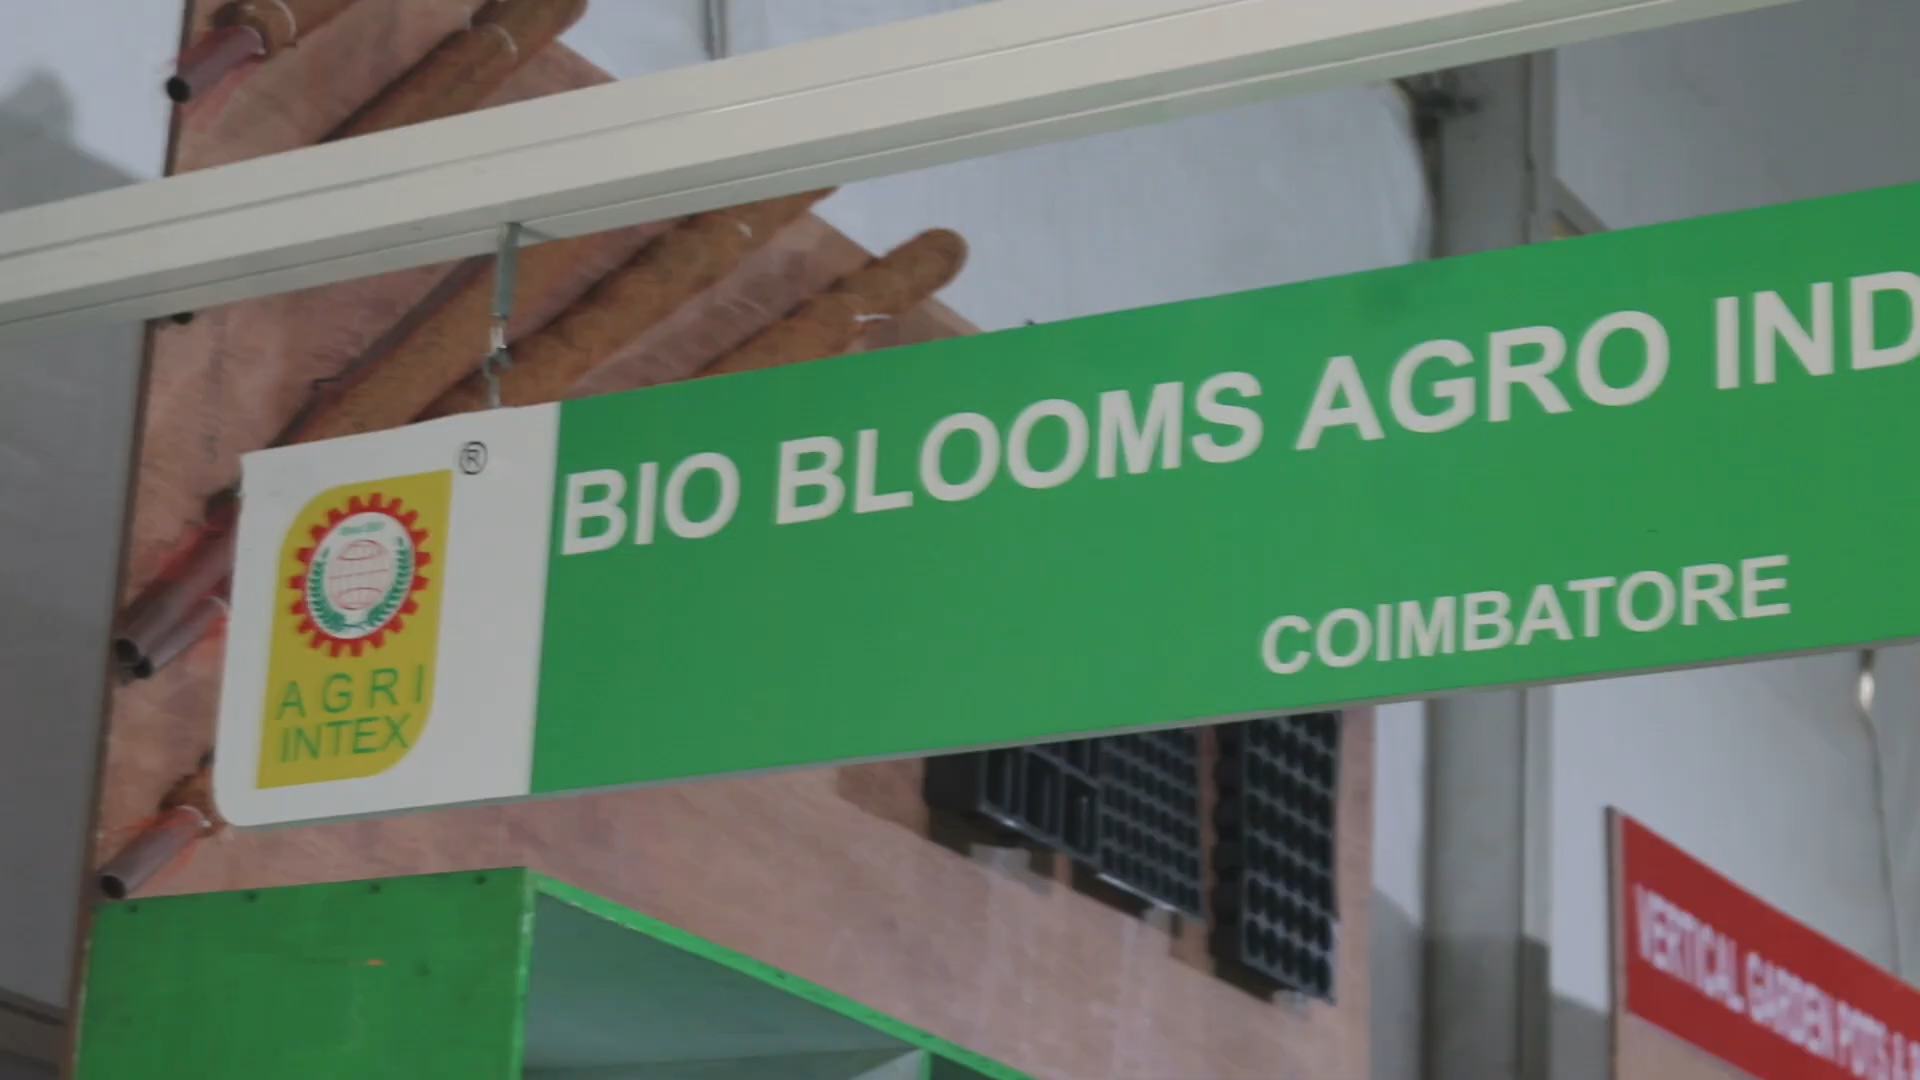 ®
BIO BLOOMS AGRO IND
COIMBATORE
AGRI
INTEX
VERTICAL GARDEN POTS &